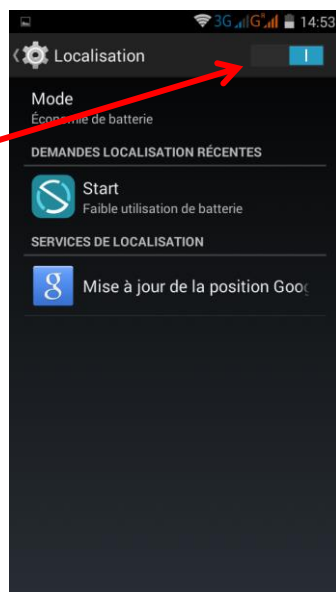 3G G 14:53
Localisation
Mode
Économie de batterie
DEMANDES LOCALISATION RÉCENTES
Start
Faible utilisation de batterie
SERVICES DE LOCALISATION
g Mise à jour de la position Goog